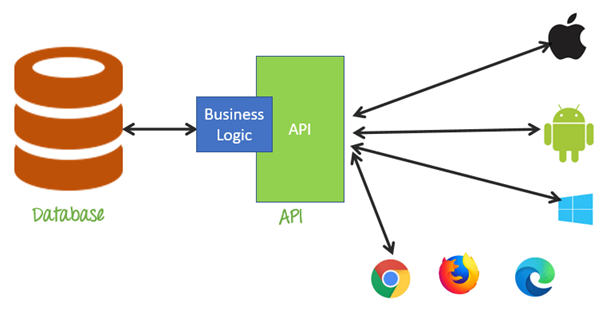 Business
Logic
API
Database
API